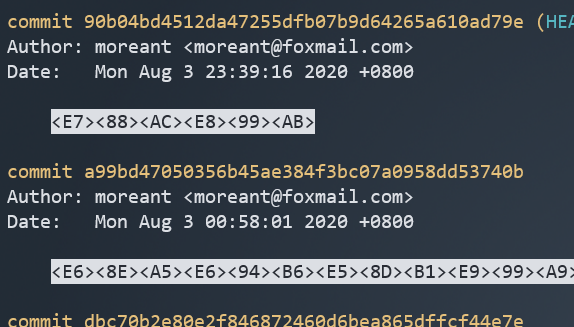 commit 90b04bd4512da47255dfb07b9d64265a610ad79e (HEA
Author: moreant <moreant@foxmail.com>
Date:   Mon Aug 3 23:39:16 2020 +0800
<E7><88><AC><E8><99><AB>
commit a99bd47050356b45ae384f3bc07a0958dd53740b
Author: moreant <moreant@foxmail.com>
Date:   Mon Aug 3 00:58:01 2020 +0800
<E6><8E><A5><E6><94><B6><E5><8D><B1><E9><99><A9>
commit dbc70b2e80e2f846872460d6bea865dffcf44e7e